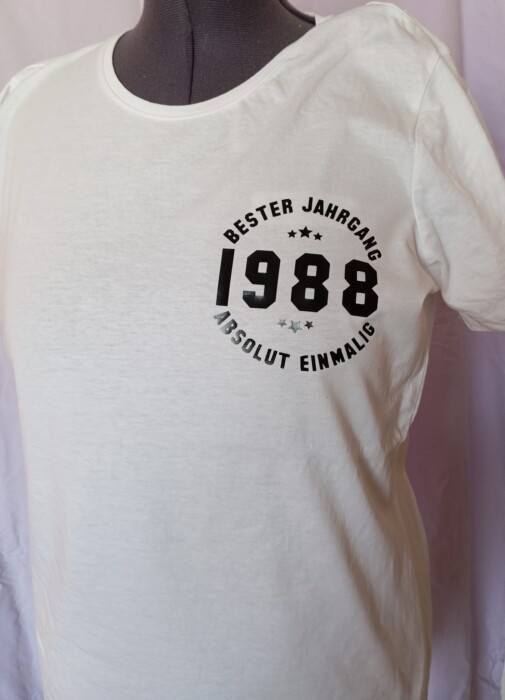 BESTER JAHRGANG
1988
ABSOLUT EINMALIG